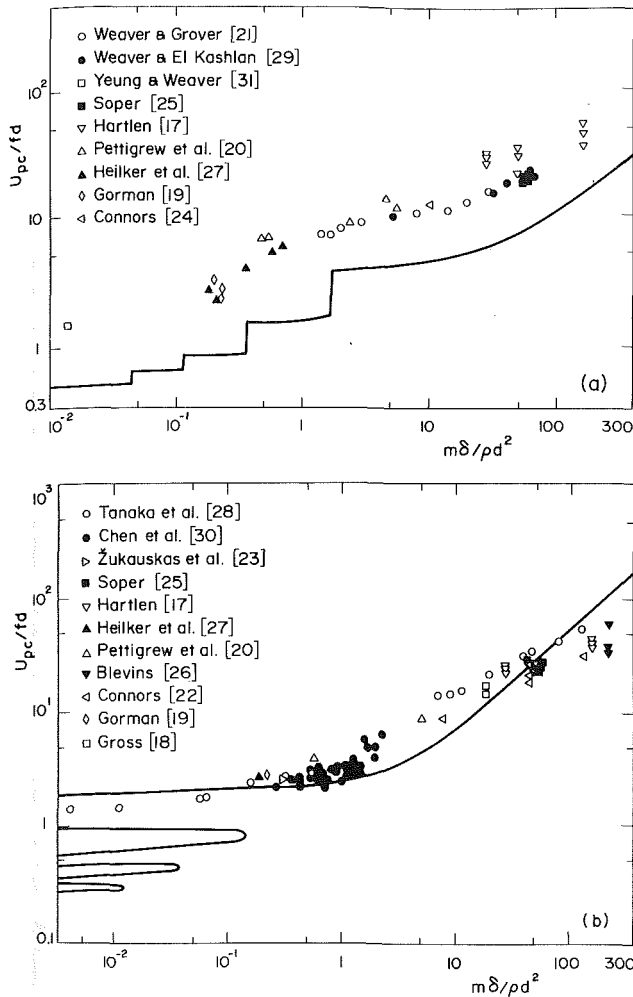 (a)
10²
10
1
0.3
U_pc/fd
○ Weaver & Grover [21]
● Weaver & El Kashlan [29]
□ Yeung & Weaver [31]
■ Soper [25]
▽ Hartlen [17]
△ Pettigrew et al. [20]
▲ Heilker et al. [27]
◇ Gorman [19]
◁ Connors [24]
10⁻² 10⁻¹ 1 10 100 300
mδ/ρd²
(b)
10³
10²
10¹
1
0.1
U_pc/fd
○ Tanaka et al. [28]
● Chen et al. [30]
▷ Žukauskas et al. [23]
■ Soper [25]
▽ Hartlen [17]
▲ Heilker et al. [27]
△ Pettigrew et al. [20]
▼ Blevins [26]
◁ Connors [22]
◇ Gorman [19]
□ Gross [18]
10⁻² 10⁻¹ 1 10 100 300
mδ/ρd²